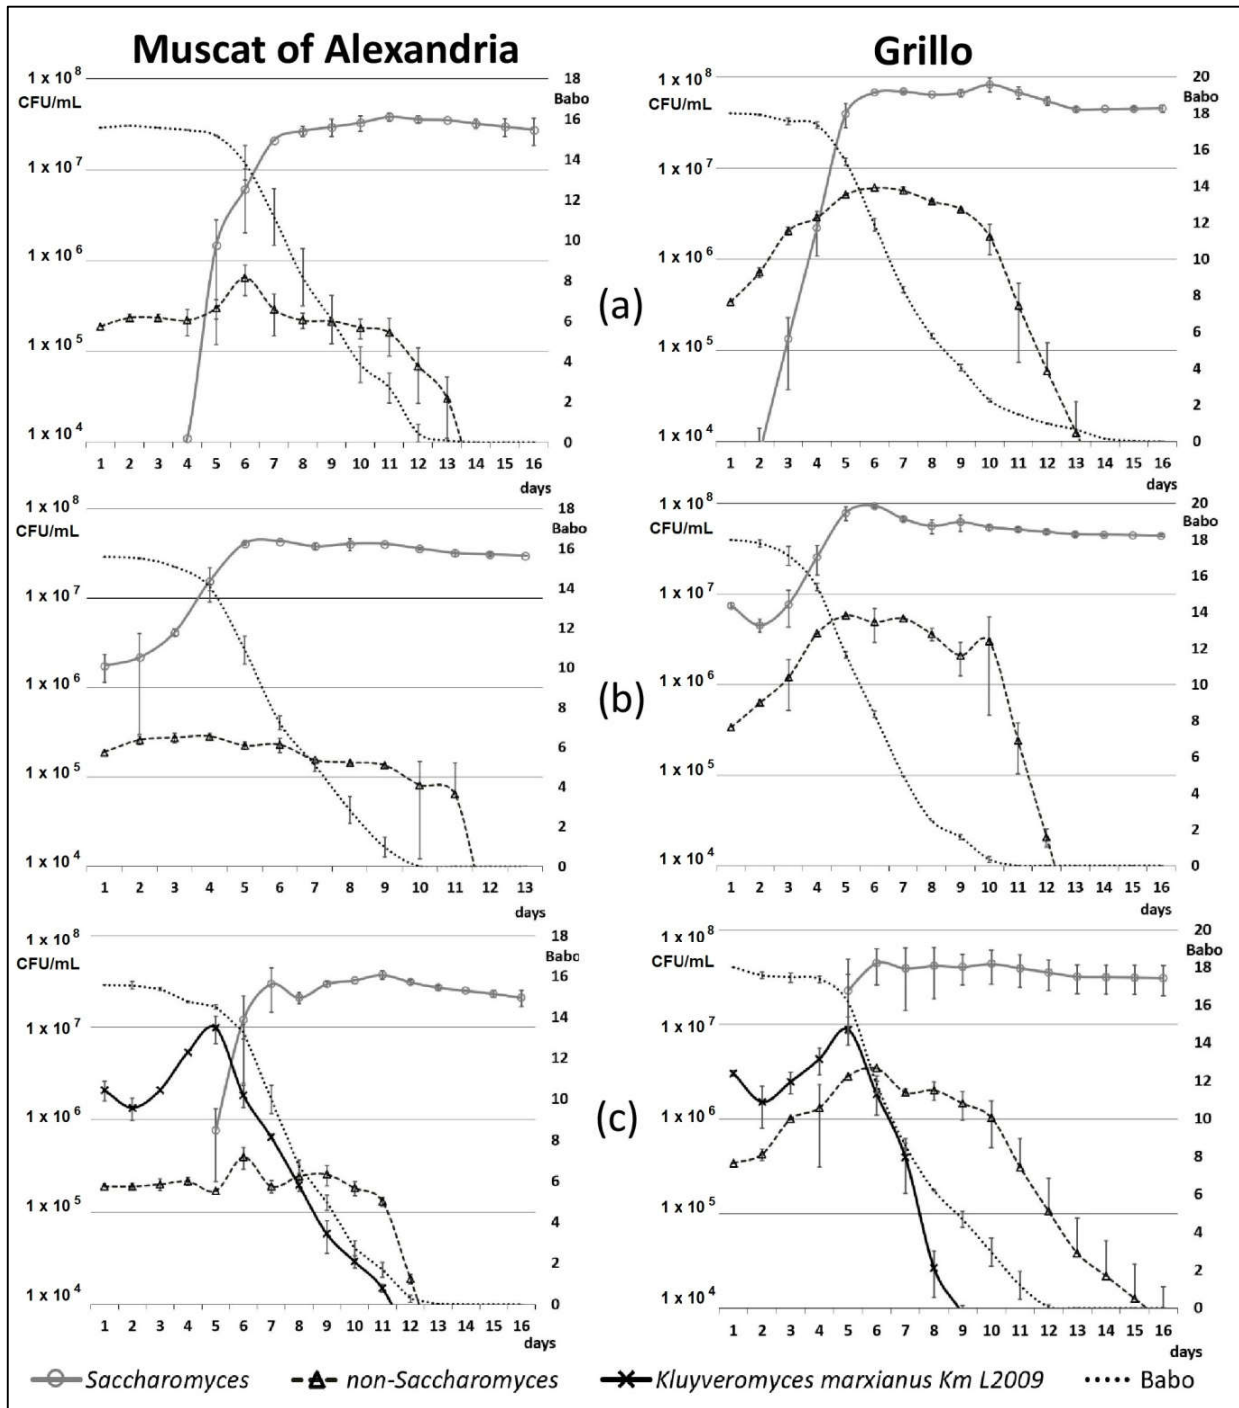 Muscat of Alexandria
Grillo
1 x 10⁸
CFU/mL
1 x 10⁷
1 x 10⁶
1 x 10⁵
1 x 10⁴
18
Babo
16
14
12
10
8
6
4
2
0
1 2 3 4 5 6 7 8 9 10 11 12 13 14 15 16
days
(a)
1 x 10⁸
CFU/mL
1 x 10⁷
1 x 10⁶
1 x 10⁵
1 x 10⁴
20
Babo
18
16
14
12
10
8
6
4
2
0
1 2 3 4 5 6 7 8 9 10 11 12 13 14 15 16
days
1 x 10⁸
CFU/mL
1 x 10⁷
1 x 10⁶
1 x 10⁵
1 x 10⁴
18
Babo
16
14
12
10
8
6
4
2
0
1 2 3 4 5 6 7 8 9 10 11 12 13
days
(b)
1 x 10⁸
CFU/mL
1 x 10⁷
1 x 10⁶
1 x 10⁵
1 x 10⁴
20
Babo
18
16
14
12
10
8
6
4
2
0
1 2 3 4 5 6 7 8 9 10 11 12 13 14 15 16
days
1 x 10⁸
CFU/mL
1 x 10⁷
1 x 10⁶
1 x 10⁵
1 x 10⁴
18
Babo
16
14
12
10
8
6
4
2
0
1 2 3 4 5 6 7 8 9 10 11 12 13 14 15 16
days
(c)
1 x 10⁸
CFU/mL
1 x 10⁷
1 x 10⁶
1 x 10⁵
1 x 10⁴
20
Babo
18
16
14
12
10
8
6
4
2
0
1 2 3 4 5 6 7 8 9 10 11 12 13 14 15 16
days
Saccharomyces non-Saccharomyces Kluyveromyces marxianus Km L2009 Babo